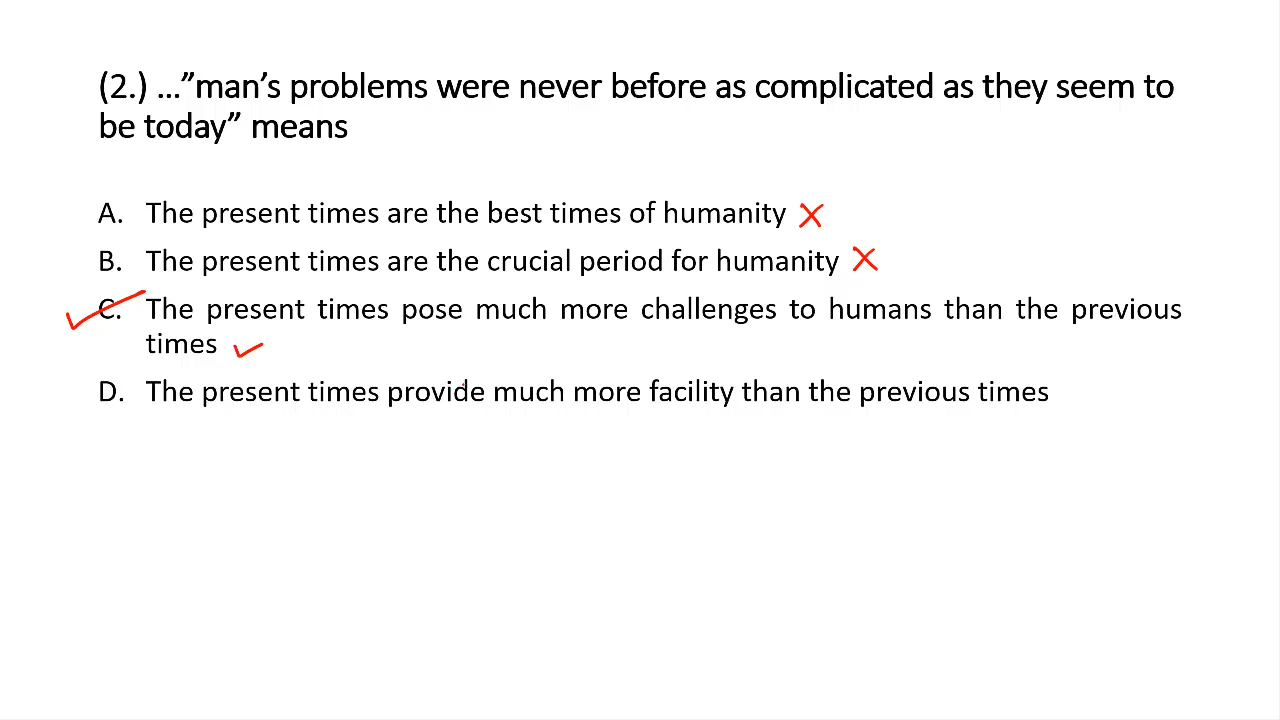 (2.) …”man’s problems were never before as complicated as they seem to
be today” means
A. The present times are the best times of humanity
B. The present times are the crucial period for humanity
C. The present times pose much more challenges to humans than the previous
times
D. The present times provide much more facility than the previous times